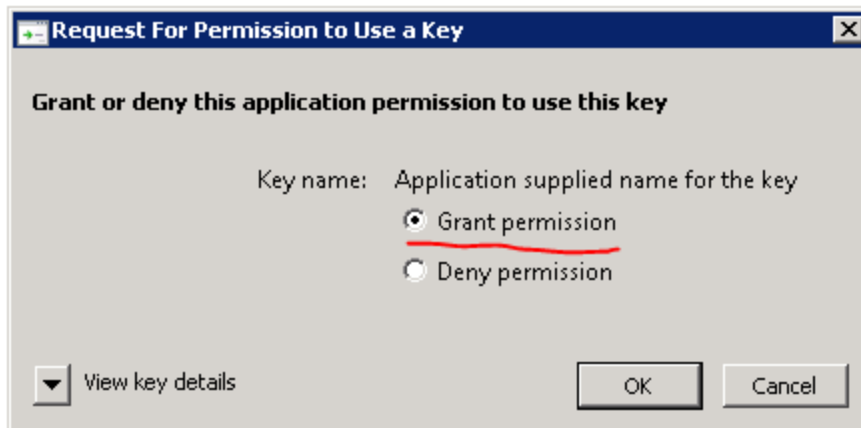 Request For Permission to Use a Key
Grant or deny this application permission to use this key
Key name: Application supplied name for the key
Grant permission
Deny permission
View key details
OK Cancel